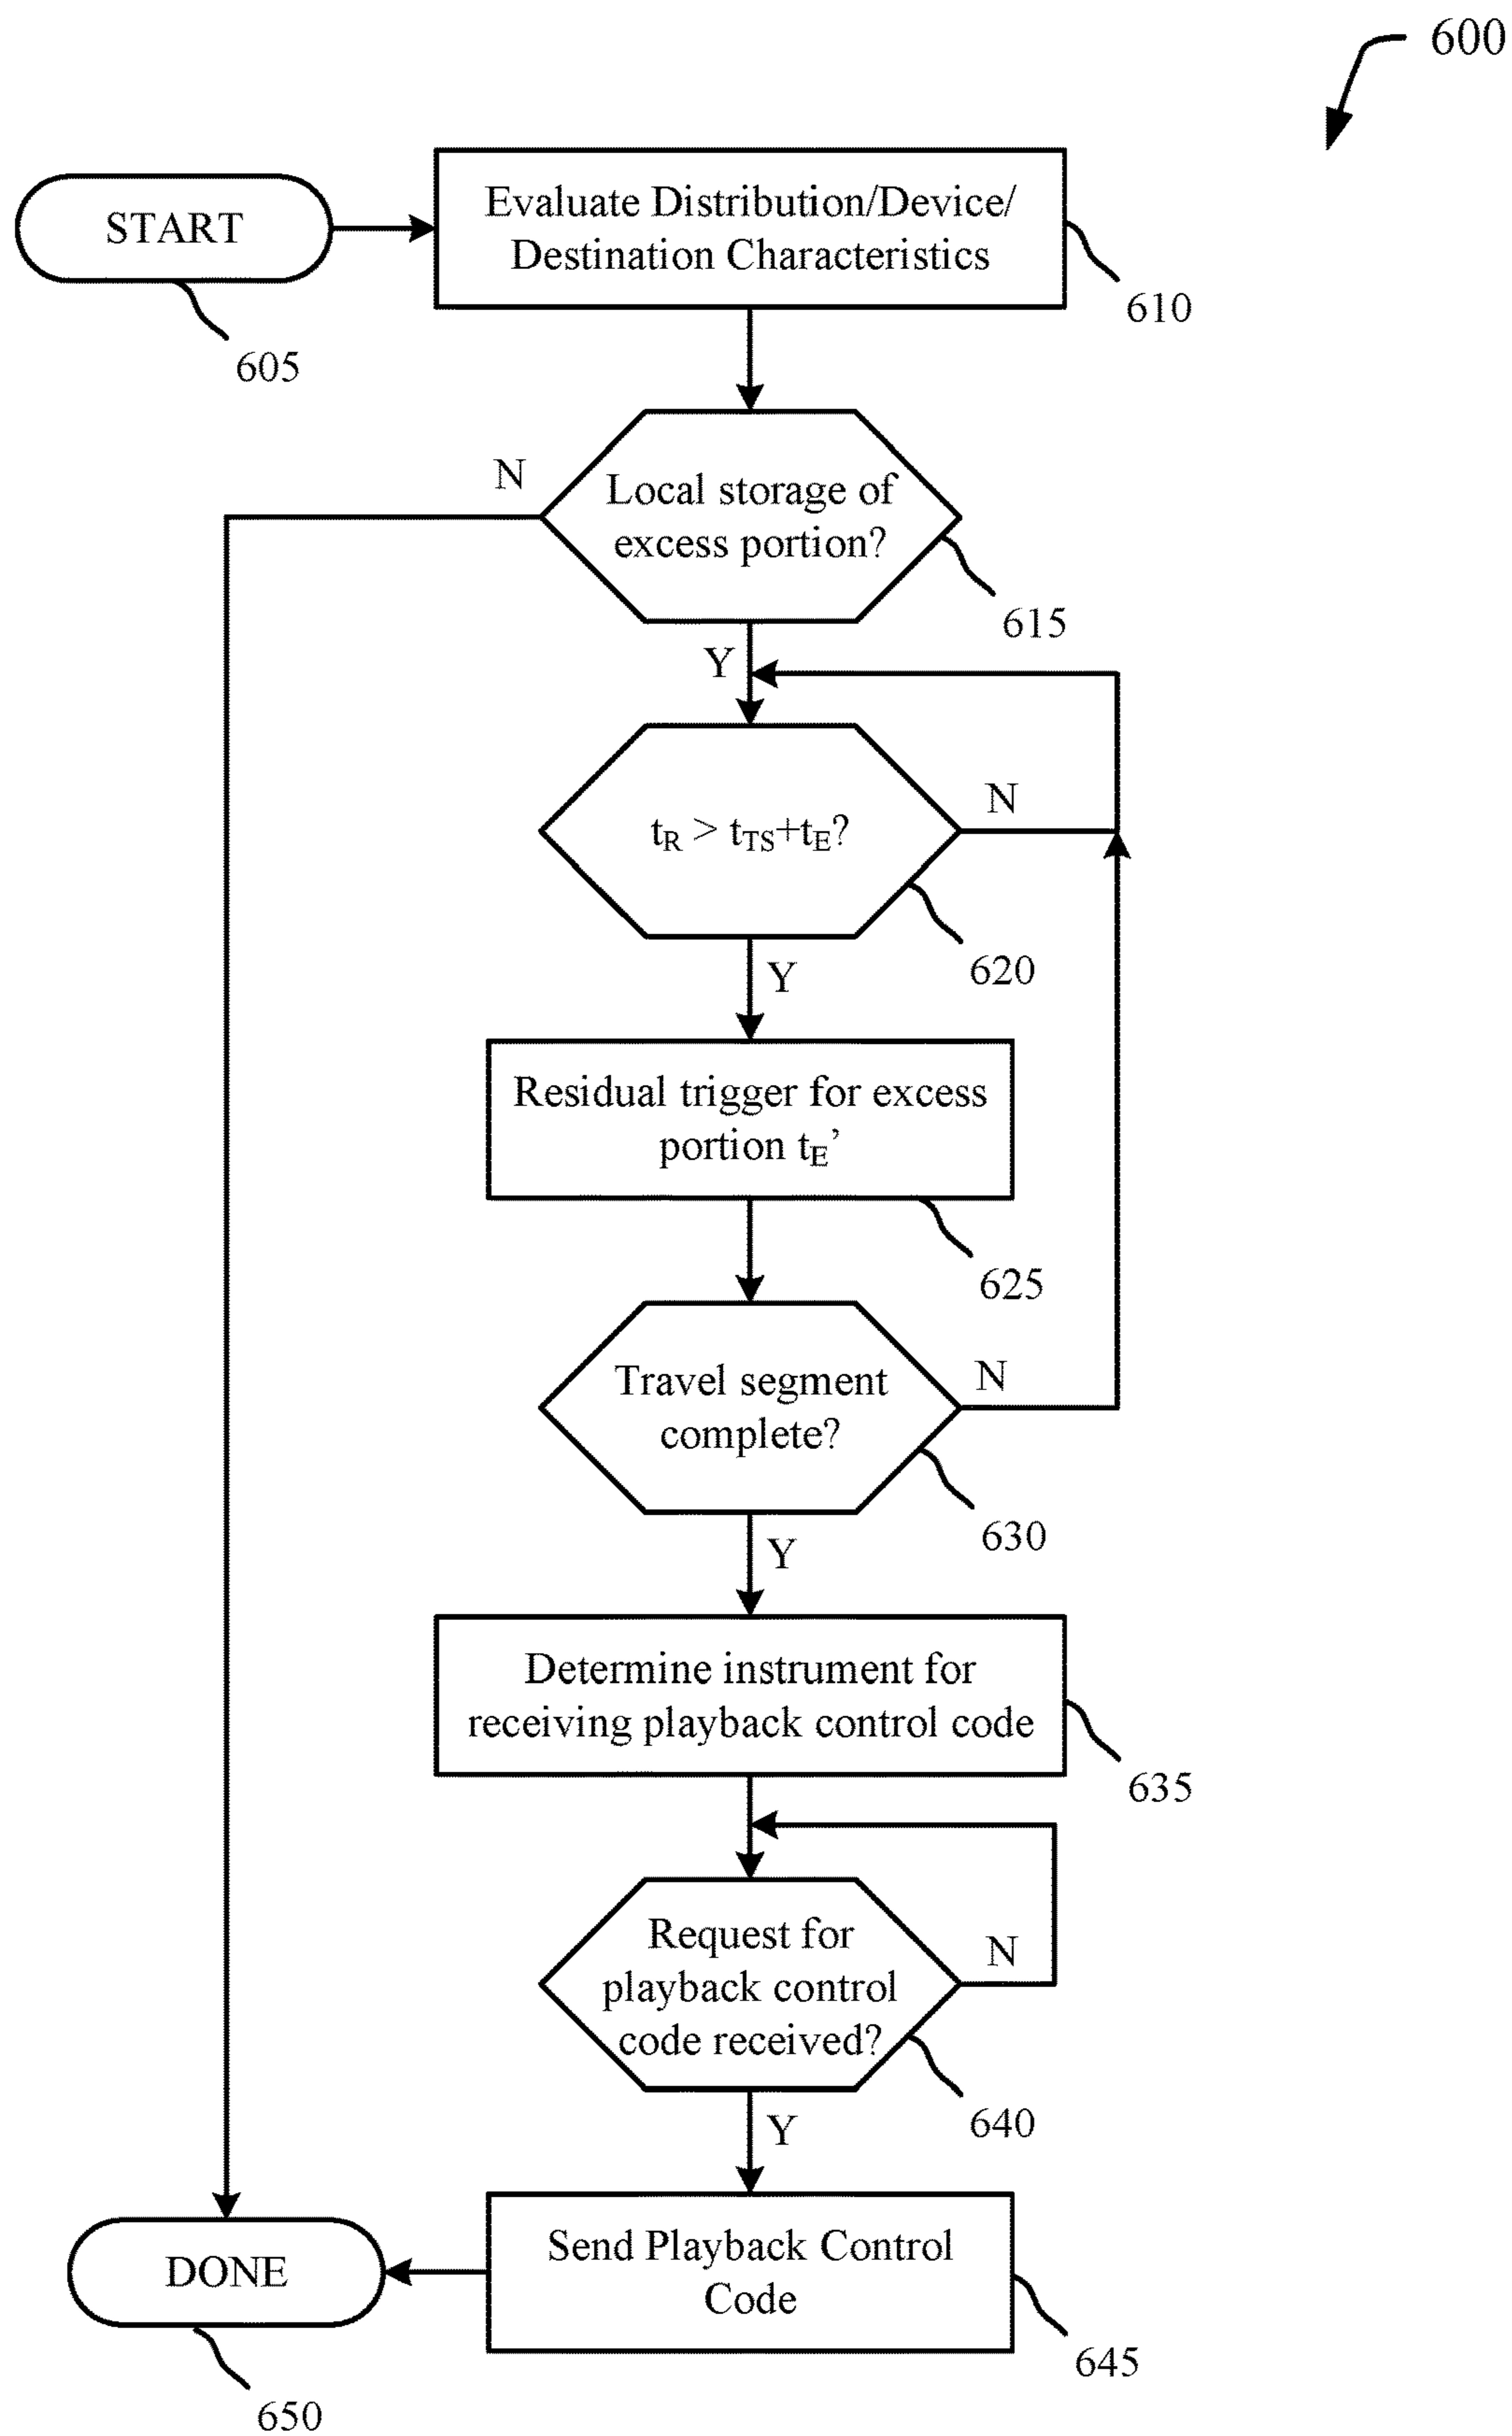 600
START
605
Evaluate Distribution/Device/
Destination Characteristics
610
N
Local storage of
excess portion?
615
Y
tR > tTS+tE?
N
620
Y
Residual trigger for excess
portion tE’
625
Travel segment
complete?
N
630
Y
Determine instrument for
receiving playback control code
635
Request for
playback control
code received?
N
640
Y
Send Playback Control
Code
645
DONE
650